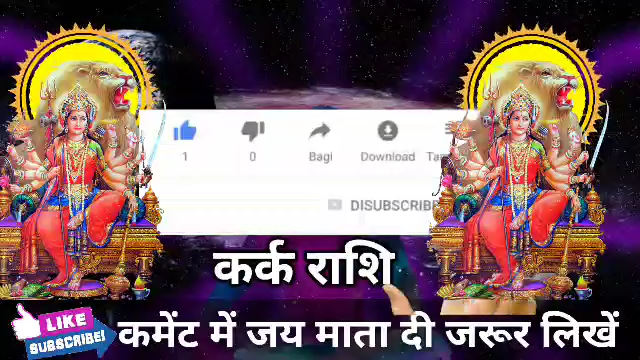 1 0 Bagi Download
DISUBSCRIBE
कर्क राशि
LIKE
SUBSCRIBE!
कमेंट में जय माता दी जरूर लिखें